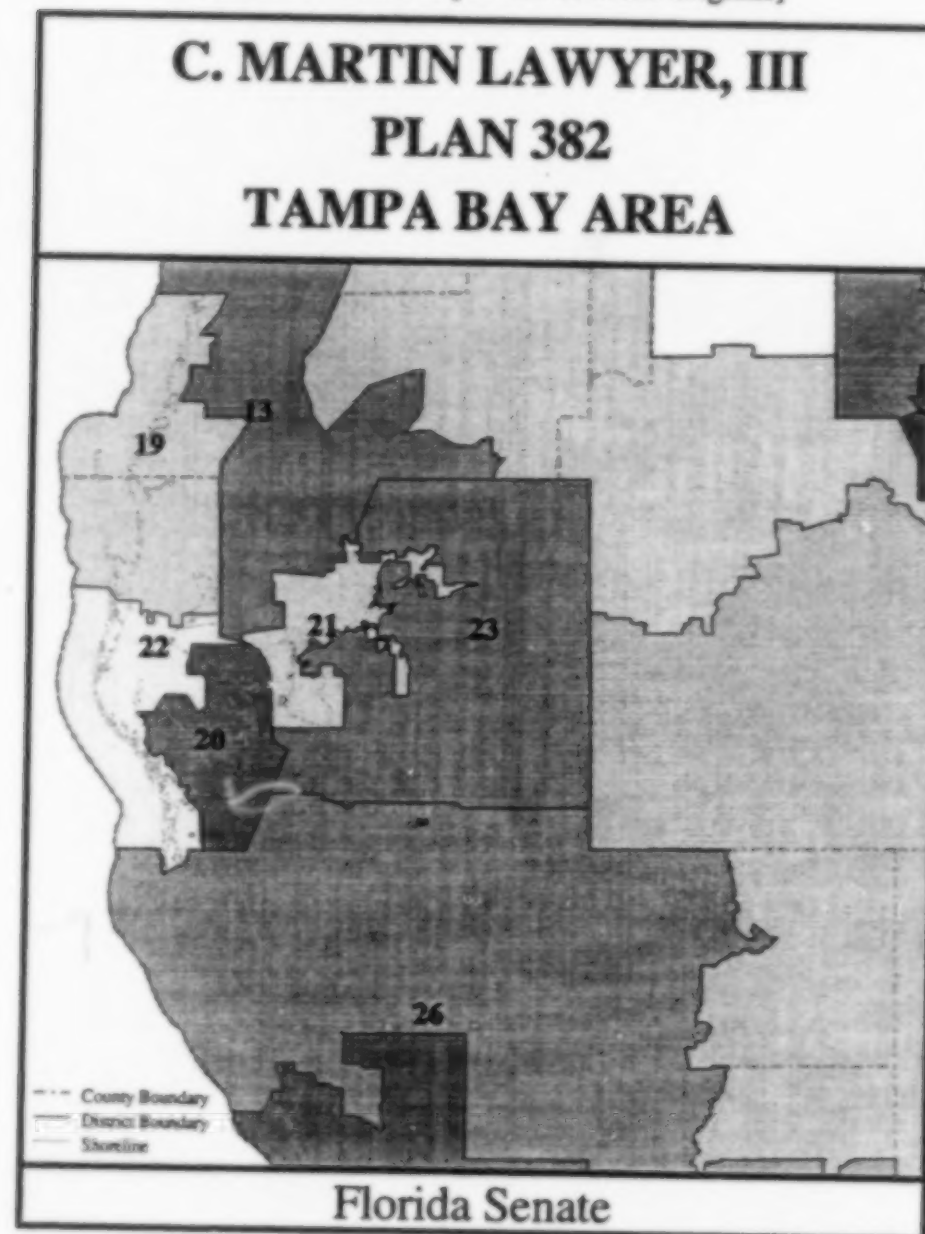 C. MARTIN LAWYER, III
PLAN 382
TAMPA BAY AREA
13
19
21
23
22
20
26
County Boundary
District Boundary
Shoreline
Florida Senate